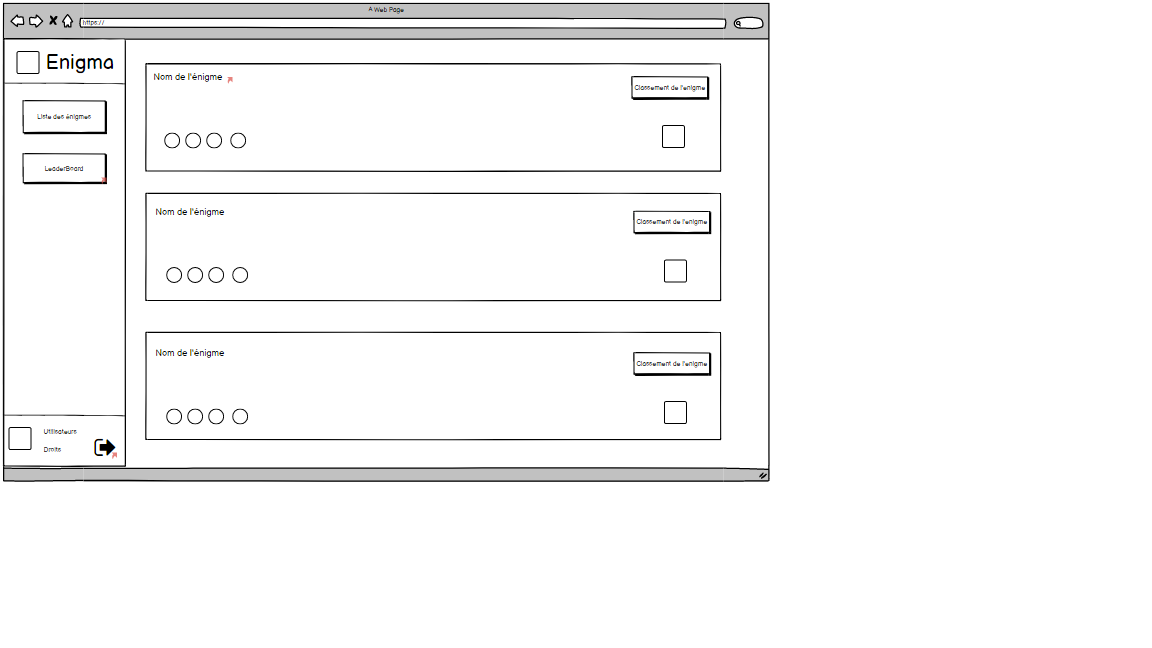 A Web Page
https://
Enigma
Liste des énigmes
LeaderBoard
Utilisateurs
Droits
Nom de l'énigme
Classement de l'enigme
Nom de l'énigme
Classement de l'enigme
Nom de l'énigme
Classement de l'enigme